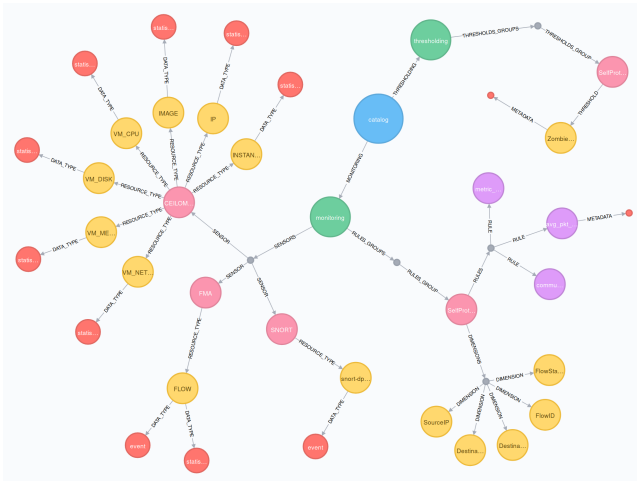 statis...
statis...
statis...
statis...
statis...
statis...
statis...
DATA_TYPE
DATA_TYPE
DATA_TYPE
DATA_TYPE
DATA_TYPE
DATA_TYPE
DATA_TYPE
IMAGE
IP
VM_CPU
INSTAN...
VM_DISK
VM_ME...
VM_NET...
RESOURCE_TYPE
RESOURCE_TYPE
RESOURCE_TYPE
RESOURCE_TYPE
RESOURCE_TYPE
RESOURCE_TYPE
RESOURCE_TYPE
thresholding
THRESHOLDS_GROUPS
THRESHOLDS_GROUP
SelfProt...
THRESHOLD
Zombie...
METADATA
THRESHOLDING
catalog
MONITORING
monitoring
SENSORS
SENSOR
SENSOR
SENSOR
RULES_GROUPS
RULES_GROUP
SelfProt...
RULES
RULE
RULE
RULE
metric_...
avg_pkt_...
METADATA
commu...
FMA
RESOURCE_TYPE
FLOW
DATA_TYPE
DATA_TYPE
event
statis...
SNORT
RESOURCE_TYPE
snort-dp...
DATA_TYPE
event
DIMENSIONS
DIMENSION
DIMENSION
DIMENSION
DIMENSION
DIMENSION
FlowSta...
FlowID
Destina...
Destina...
SourceIP